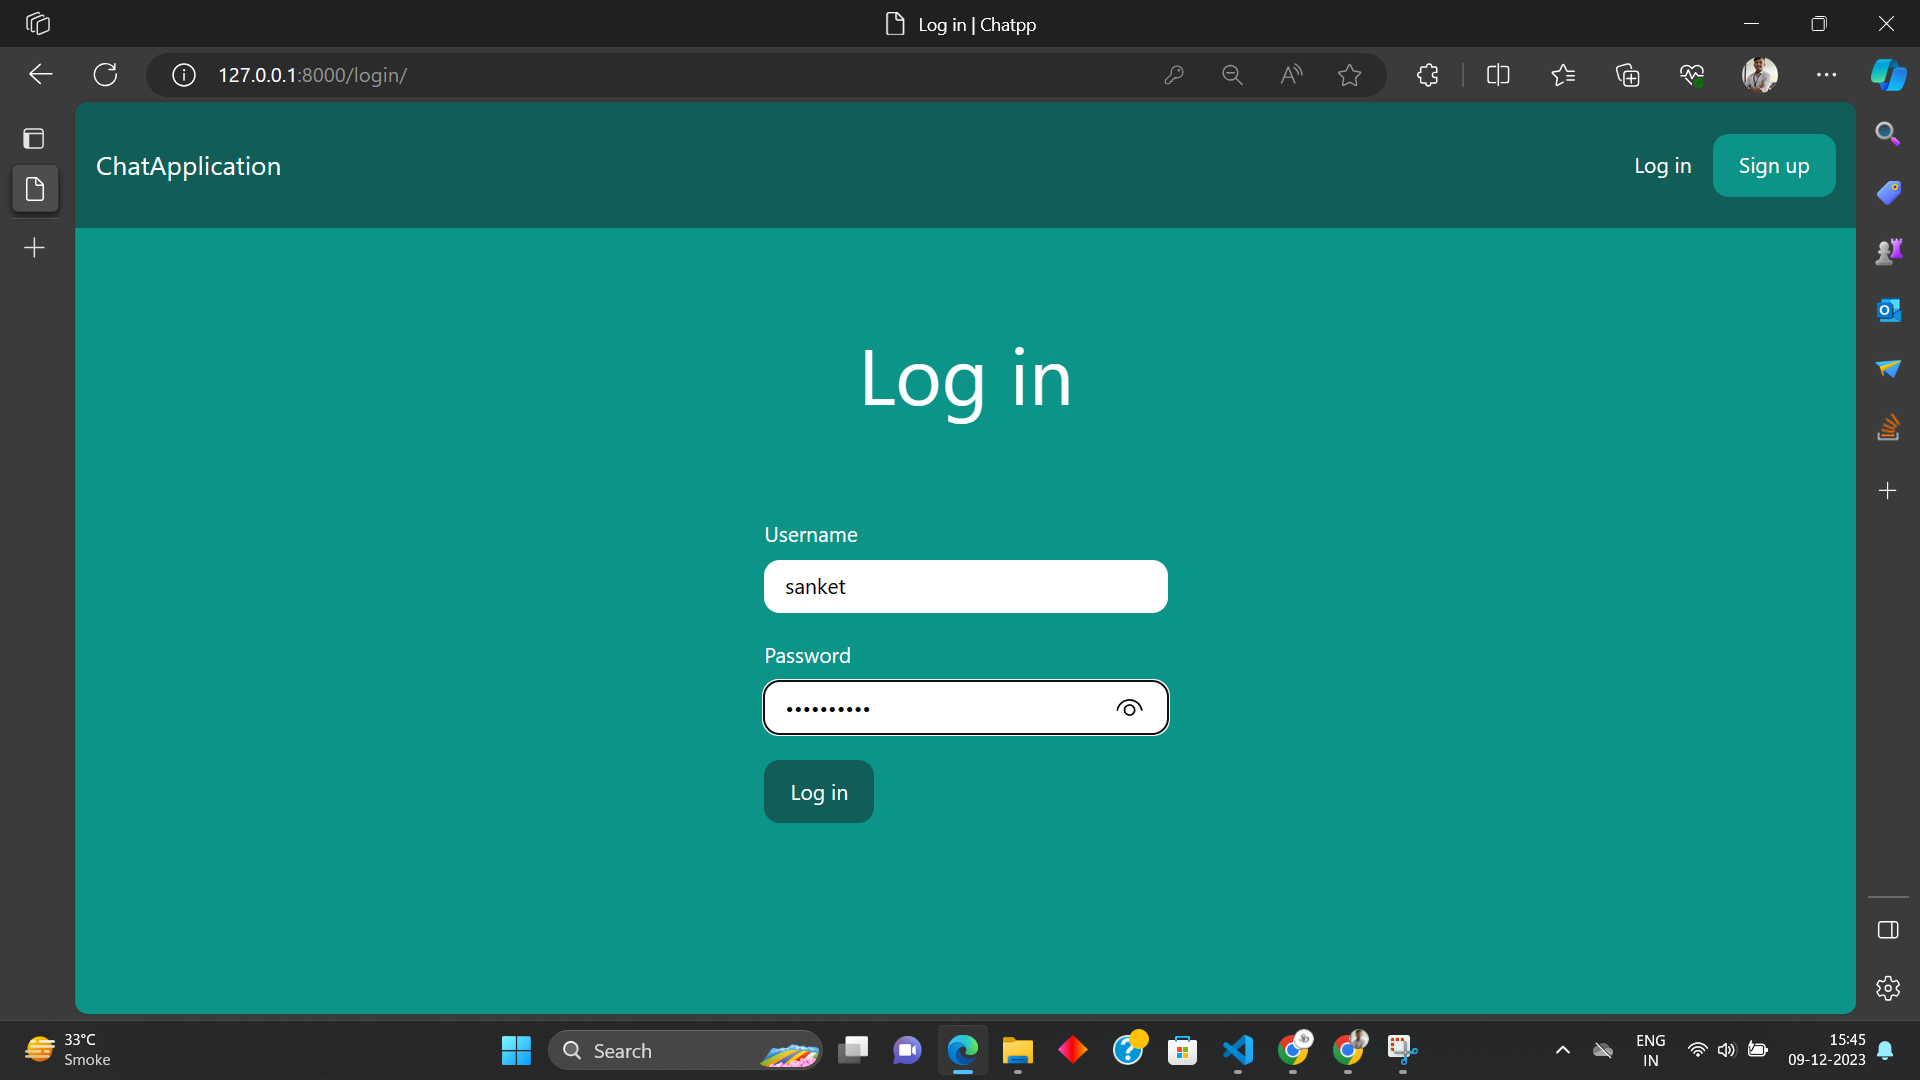 Log in | Chatpp
127.0.0.1:8000/login/
ChatApplication
Log in
Sign up
Log in
Username
sanket
Password
••••••••••
Log in
33°C
Smoke
Search
ENG
IN
15:45
09-12-2023